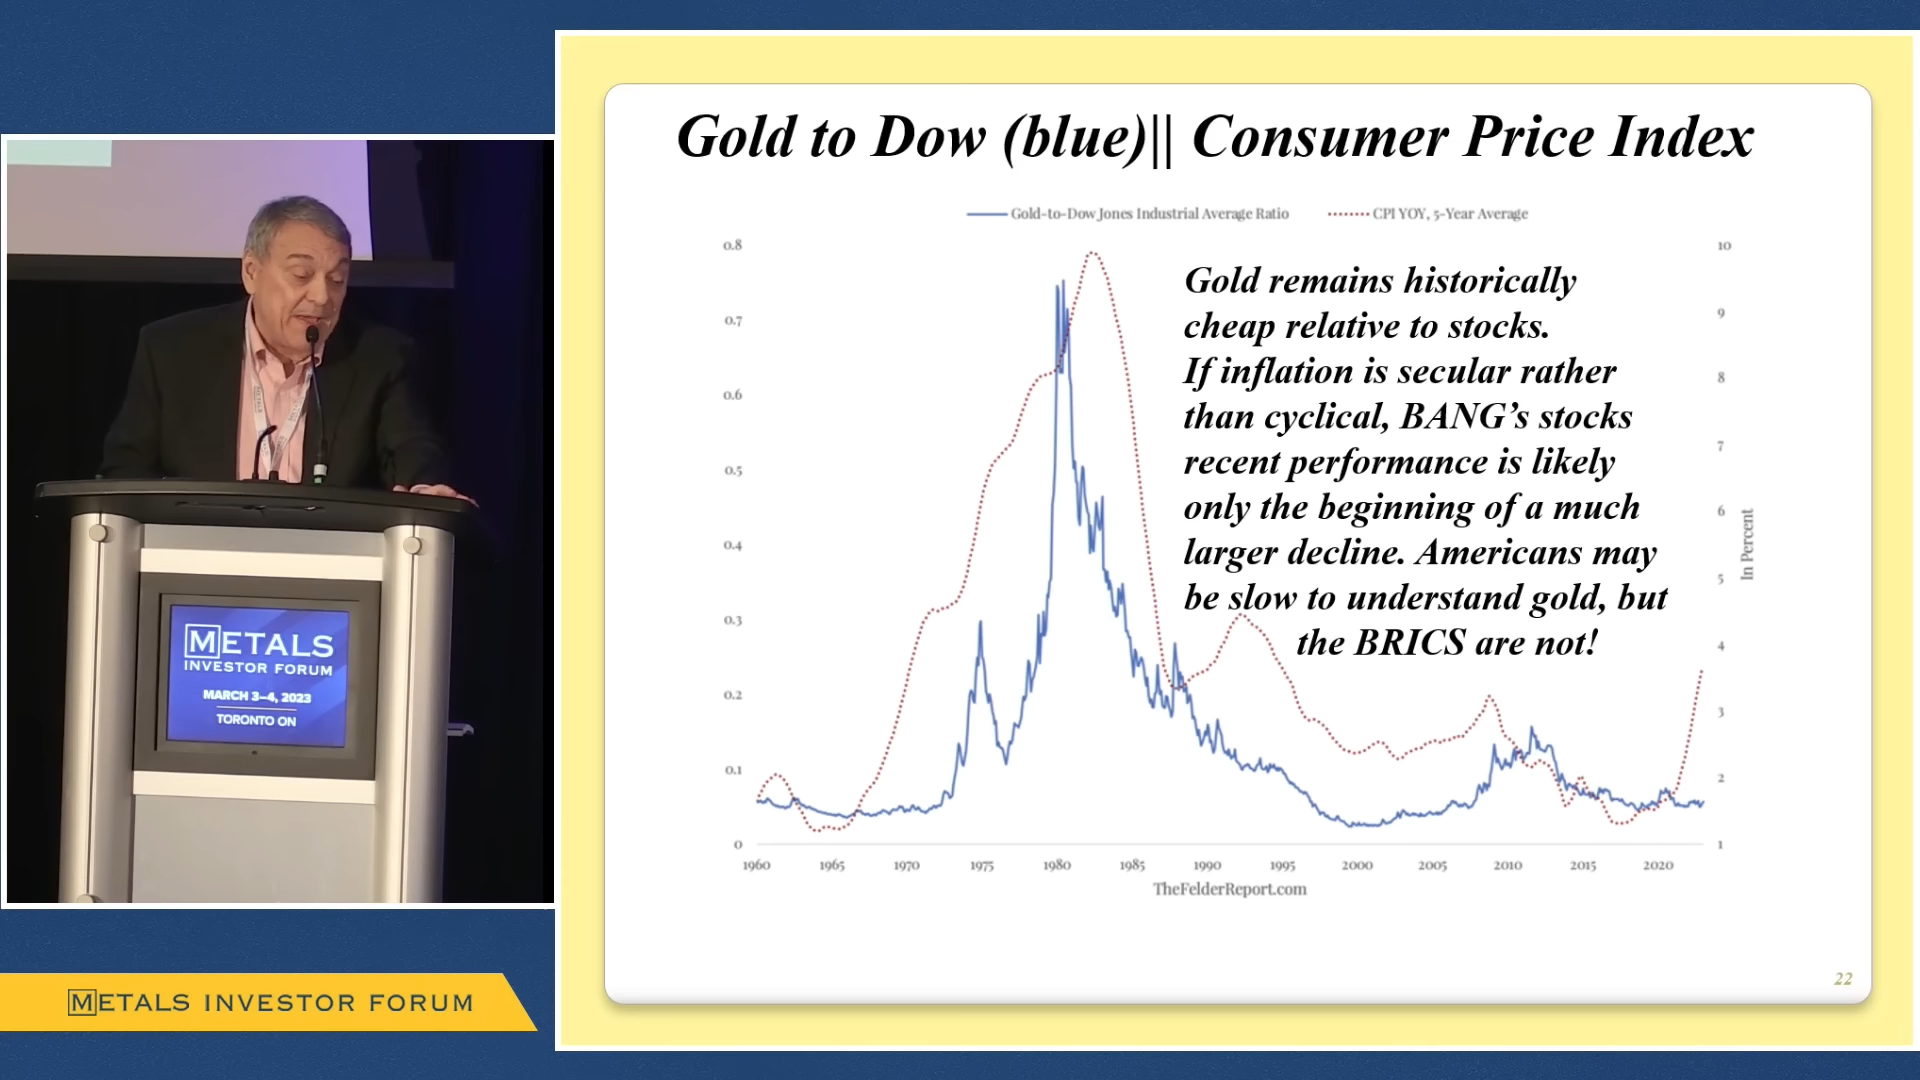 Gold to Dow (blue)|| Consumer Price Index
Gold-to-Dow Jones Industrial Average Ratio
CPI YOY, 5-Year Average
0.8
0.7
0.6
0.5
0.4
0.3
0.2
0.1
0
10
9
8
7
6
5
4
3
2
1
In Percent
Gold remains historically
cheap relative to stocks.
If inflation is secular rather
than cyclical, BANG’s stocks
recent performance is likely
only the beginning of a much
larger decline. Americans may
be slow to understand gold, but
the BRICS are not!
1960 1965 1970 1975 1980 1985 1990 1995 2000 2005 2010 2015 2020
TheFelderReport.com
22
METALS
INVESTOR FORUM
MARCH 3–4, 2023
TORONTO ON
METALS INVESTOR FORUM